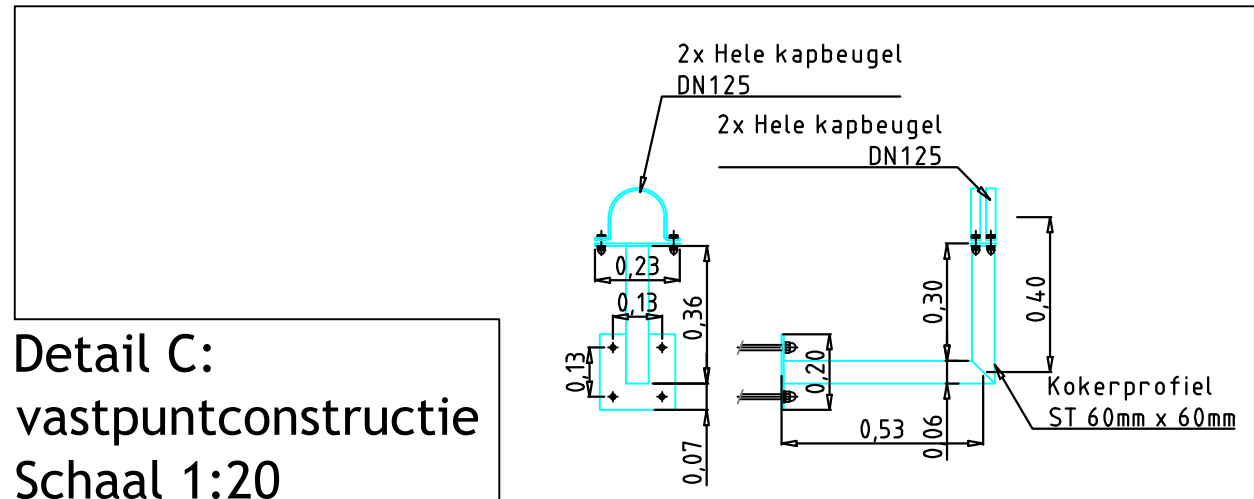 2x Hele kapbeugel
DN125
2x Hele kapbeugel
DN125
0,23
0,13
0,36
0,13
0,07
0,30
0,40
0,20
0,53
0,06
Kokerprofiel
ST 60mm x 60mm
Detail C:
vastpuntconstructie
Schaal 1:20